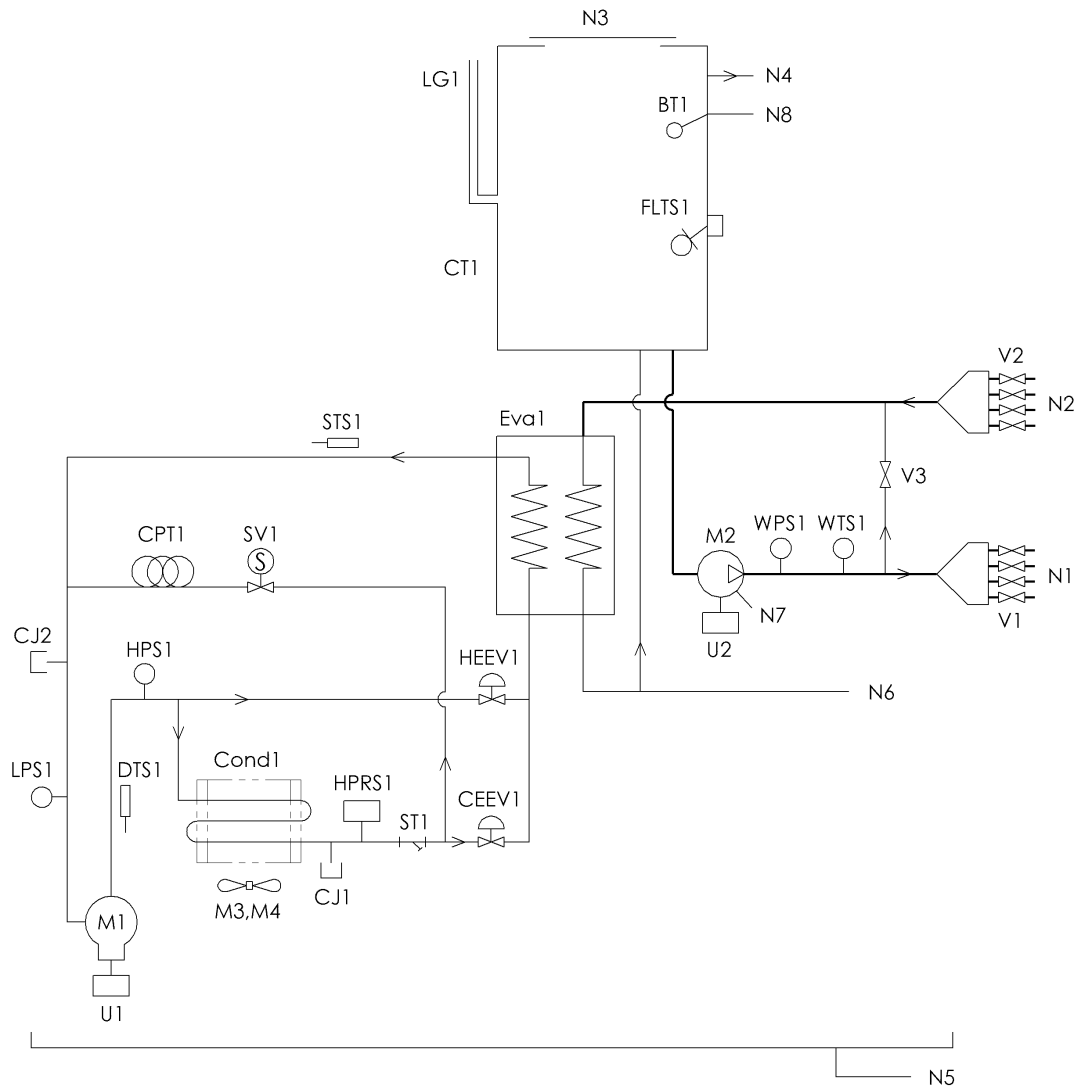 N3
LG1
N4
BT1
N8
FLTS1
CT1
V2
N2
Eva1
STS1
V3
CPT1
SV1
S
M2
WPS1
WTS1
N1
N7
V1
U2
CJ2
HPS1
HEEV1
N6
LPS1
DTS1
Cond1
HPRS1
CEEV1
ST1
CJ1
M3,M4
M1
U1
N5